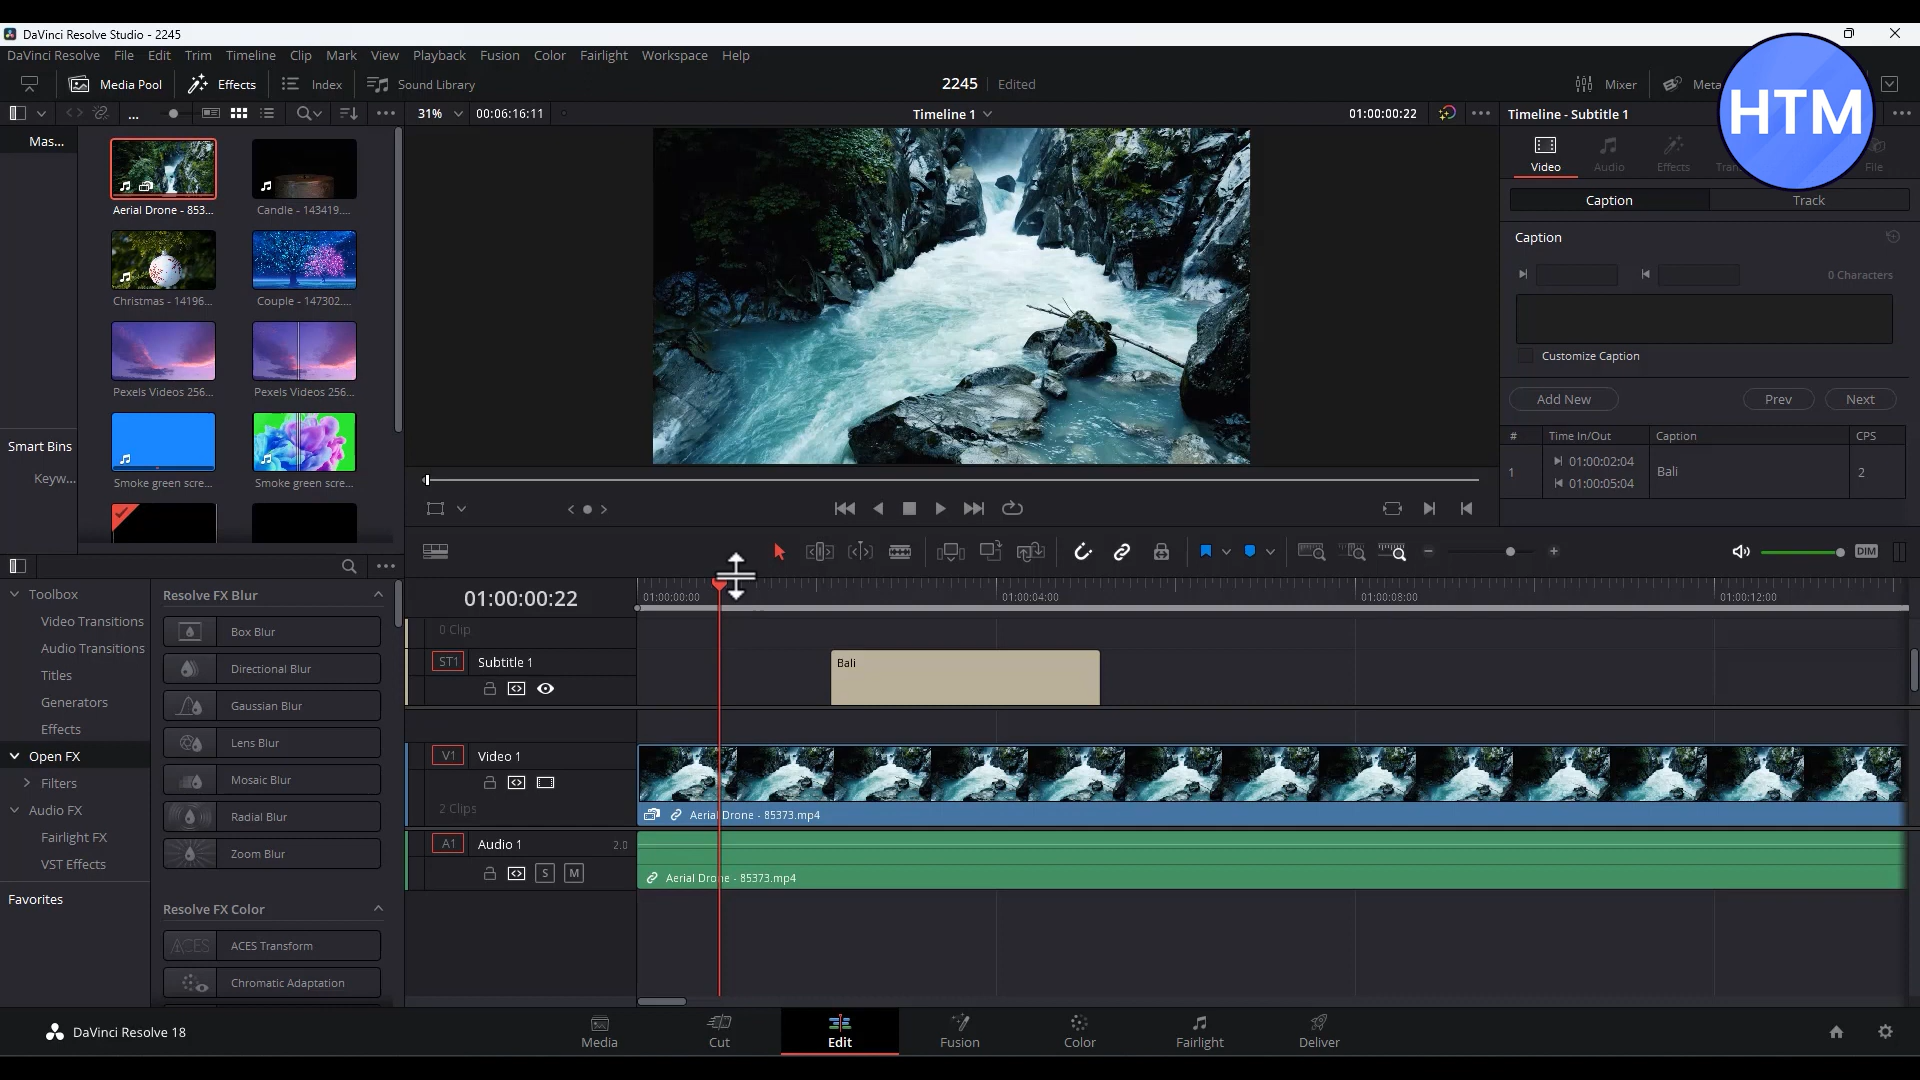 DaVinci Resolve Studio - 2245
DaVinci Resolve File Edit Trim Timeline Clip Mark View Playback Fusion Color Fairlight Workspace Help
Media Pool Effects Index Sound Library 2245 Edited Mixer Meta
HTM
... 31% 00:06:16:11 Timeline 1 01:00:00:22 Timeline - Subtitle 1
Mas...
Aerial Drone - 853...
Candle - 143419....
Christmas - 14196...
Couple - 147302....
Pexels Videos 256...
Pexels Videos 256...
Smoke green scre...
Smoke green scre...
Smart Bins
Keyw...
Video Audio Effects Tran File
Caption Track
Caption
0 Characters
Customize Caption
Add New Prev Next
# Time In/Out Caption CPS
1 01:00:02:04 Bali 2
01:00:05:04
DIM
Toolbox
Video Transitions
Audio Transitions
Titles
Generators
Effects
Open FX
Filters
Audio FX
Fairlight FX
VST Effects
Favorites
Resolve FX Blur
Box Blur
Directional Blur
Gaussian Blur
Lens Blur
Mosaic Blur
Radial Blur
Zoom Blur
Resolve FX Color
ACES ACES Transform
Chromatic Adaptation
01:00:00:22
01:00:00:00 01:00:04:00 01:00:08:00 01:00:12:00
0 Clip
ST1 Subtitle 1
Bali
V1 Video 1
2 Clips
Aerial Drone - 85373.mp4
A1 Audio 1 2.0
S M
Aerial Drone - 85373.mp4
DaVinci Resolve 18
Media Cut Edit Fusion Color Fairlight Deliver